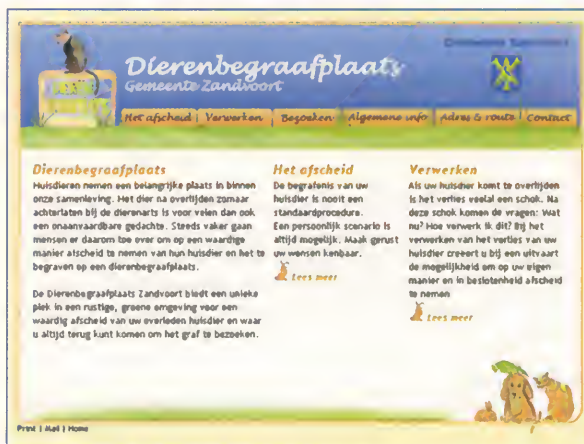 Gemeente Zandvoort
Dierenbegraafplaats
Gemeente Zandvoort
Het afscheid | Verwerken | Bezoeken | Algemene info | Adres & route | Contact
Dierenbegraafplaats
Huisdieren nemen een belangrijke plaats in binnen
onze samenleving. Het dier na overlijden zomaar
achterlaten bij de dierenarts is voor velen dan ook
een onaanvaardbare gedachte. Steeds vaker gaan
mensen er daarom toe over om op een waardige
manier afscheid te nemen van hun huisdier en het te
begraven op een dierenbegraafplaats.
De Dierenbegraafplaats Zandvoort biedt een unieke
plek in een rustige, groene omgeving voor een
waardig afscheid van uw overleden huisdier en waar
u altijd terug kunt komen om het graf te bezoeken.
Het afscheid
De begrafenis van uw
huisdier is nooit een
standaardprocedure.
Een persoonlijk scenario is
altijd mogelijk. Maak gerust
uw wensen kenbaar.
Lees meer
Verwerken
Als uw huisdier komt te overlijden
is het verlies veelal een schok. Na
deze schok komen de vragen: Wat
nu? Hoe verwerk ik dit? Bij het
verwerken van het verlies van uw
huisdier creëert u bij een uitvaart
de mogelijkheid om op uw eigen
manier en in beslotenheid afscheid
te nemen
Lees meer
Print | Mail | Home